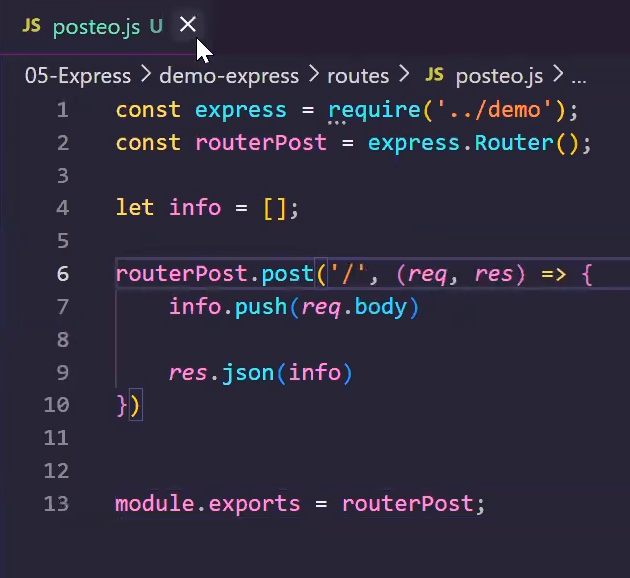 JS posteo.js U ×
05-Express > demo-express > routes > JS posteo.js > ...
1 const express = require('../demo');
2 const routerPost = express.Router();
3
4 let info = [];
5
6 routerPost.post('/', (req, res) => {
7     info.push(req.body)
8
9     res.json(info)
10 })
11
12
13 module.exports = routerPost;